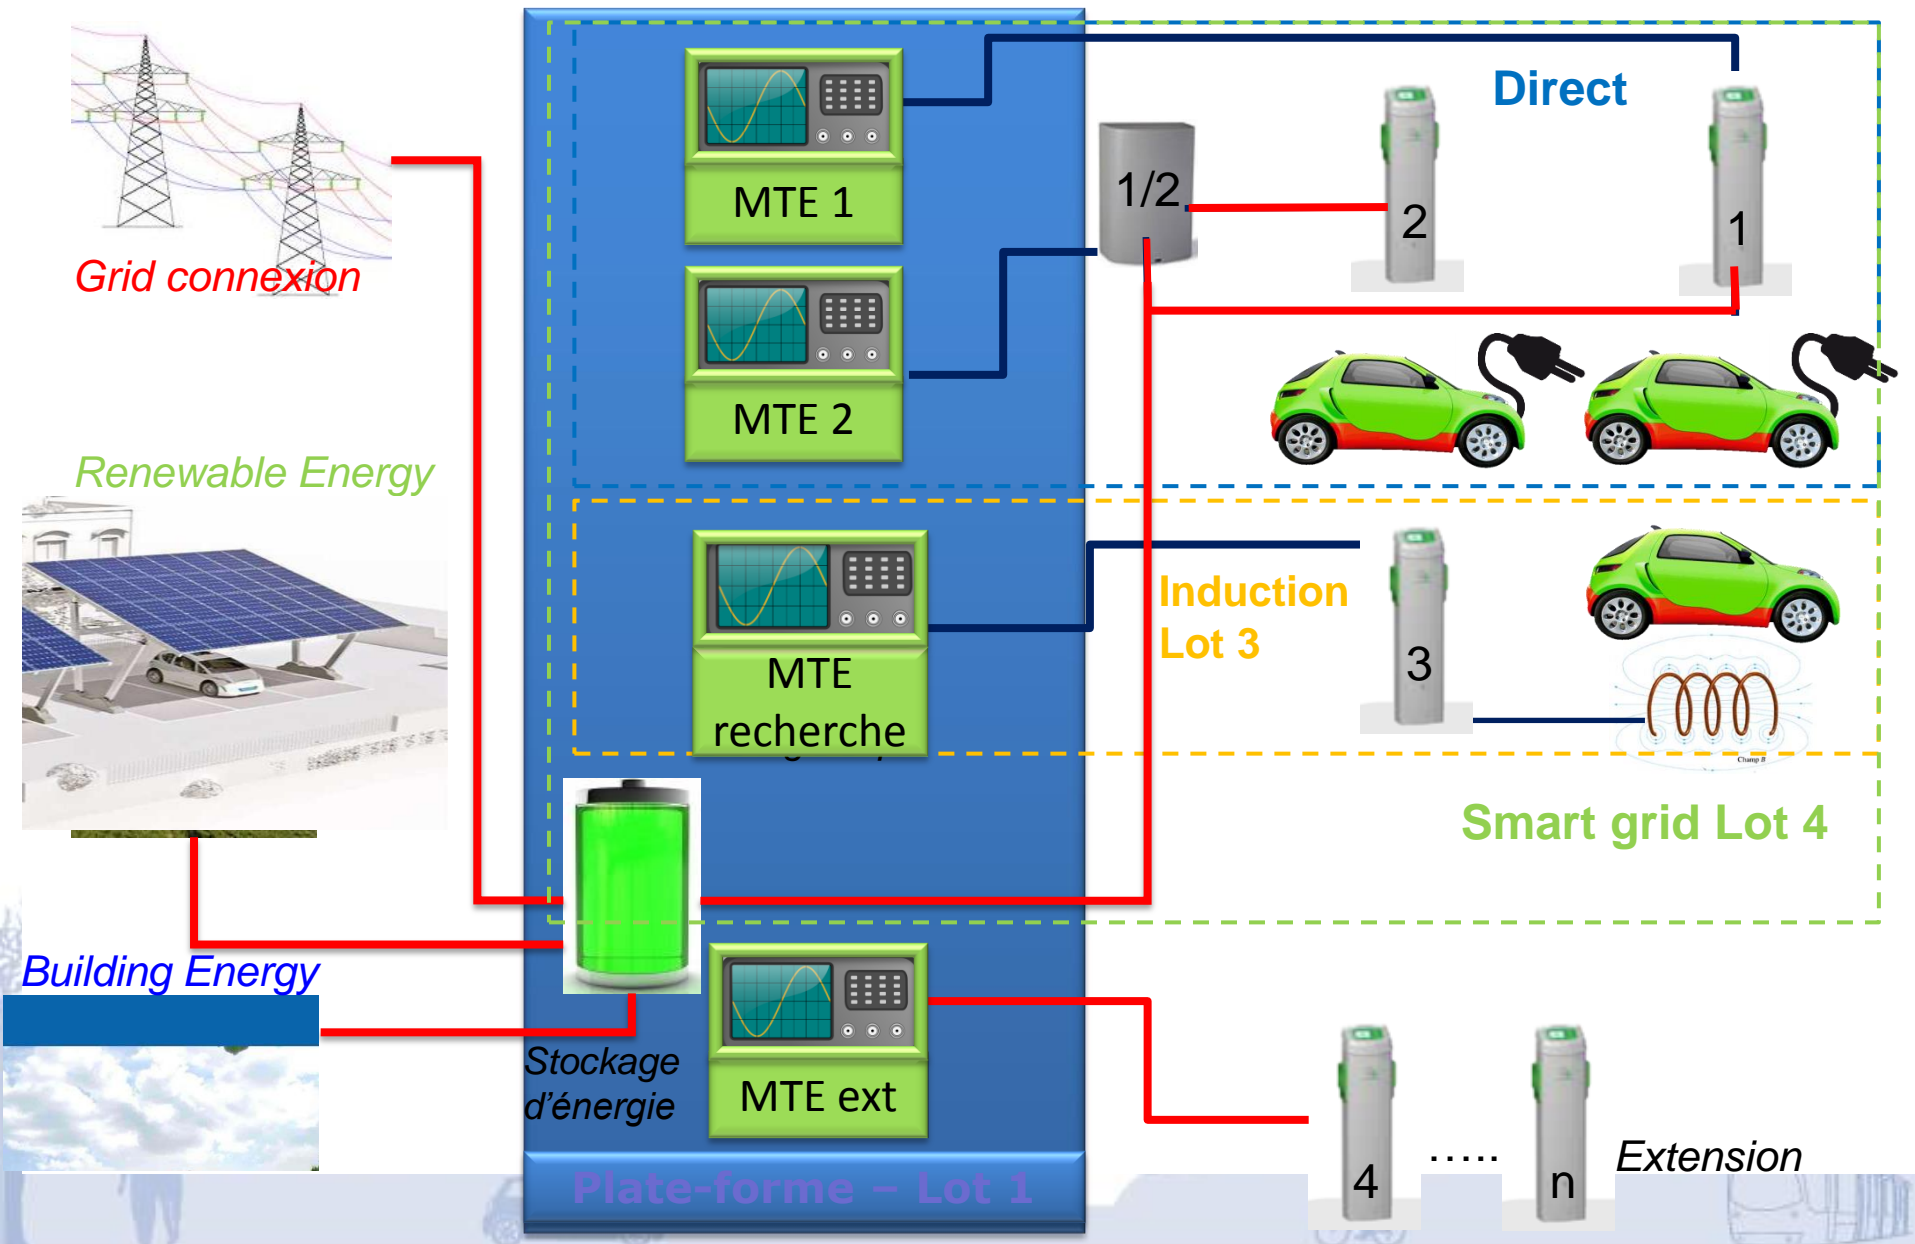 Direct
MTE 1
1/2
2
1
Grid connexion
MTE 2
Renewable Energy
Induction
Lot 3
MTE
recherche
3
Champ B
Smart grid Lot 4
Building Energy
Stockage
d'énergie
MTE ext
4
.....
n
Extension
Plate-forme – Lot 1